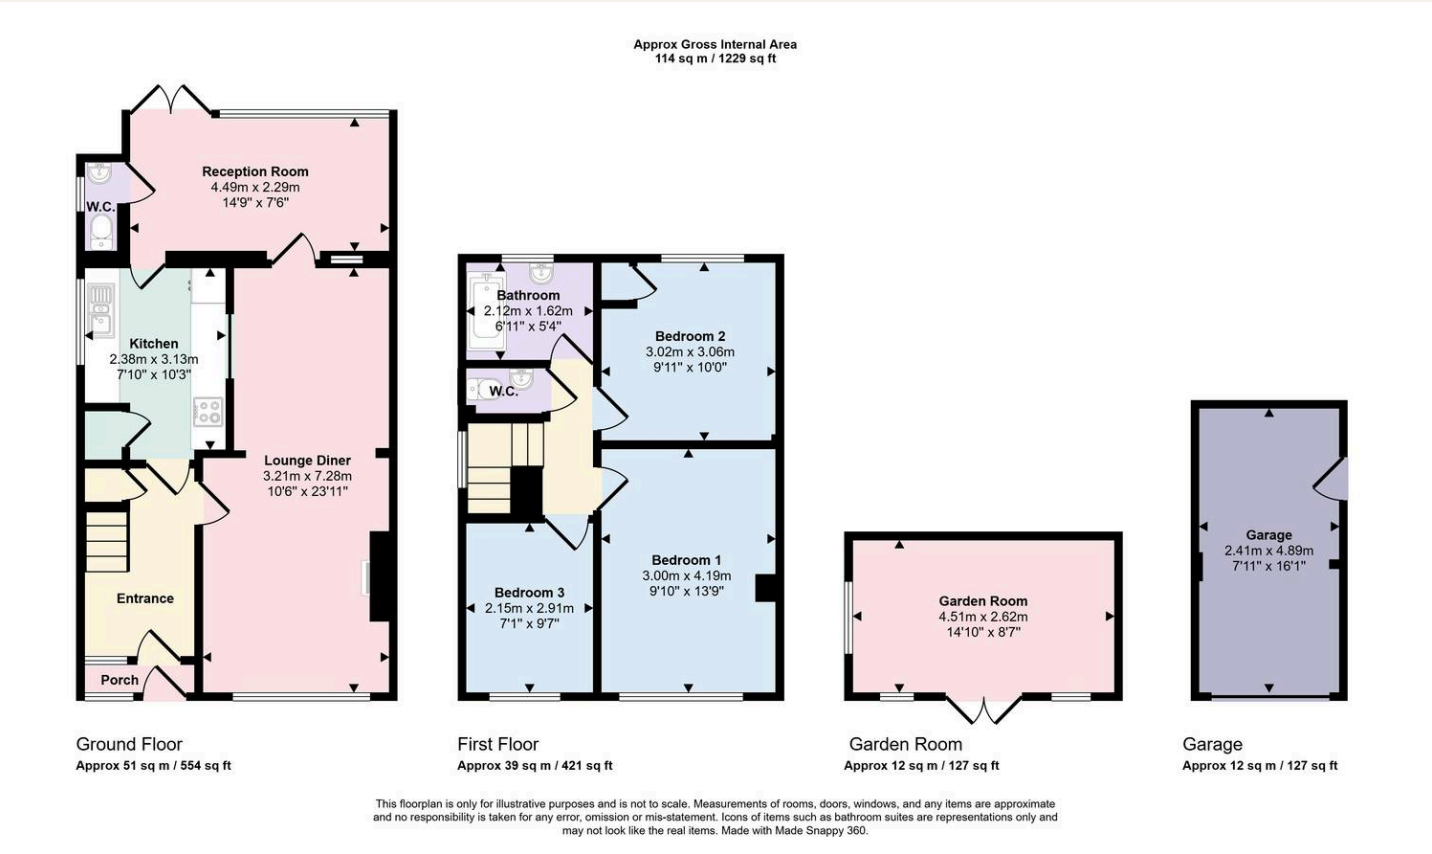 Approx Gross Internal Area
114 sq m / 1229 sq ft
Reception Room
4.49m x 2.29m
14'9" x 7'6"
W.C.
Kitchen
2.38m x 3.13m
7'10" x 10'3"
Lounge Diner
3.21m x 7.28m
10'6" x 23'11"
Entrance
Porch
Ground Floor
Approx 51 sq m / 554 sq ft
Bathroom
2.12m x 1.62m
6'11" x 5'4"
Bedroom 2
3.02m x 3.06m
9'11" x 10'0"
W.C.
Bedroom 1
3.00m x 4.19m
9'10" x 13'9"
Bedroom 3
2.15m x 2.91m
7'1" x 9'7"
First Floor
Approx 39 sq m / 421 sq ft
Garden Room
4.51m x 2.62m
14'10" x 8'7"
Garden Room
Approx 12 sq m / 127 sq ft
Garage
2.41m x 4.89m
7'11" x 16'1"
Garage
Approx 12 sq m / 127 sq ft
This floorplan is only for illustrative purposes and is not to scale. Measurements of rooms, doors, windows, and any items are approximate
and no responsibility is taken for any error, omission or mis-statement. Icons of items such as bathroom suites are representations only and
may not look like the real items. Made with Made Snappy 360.